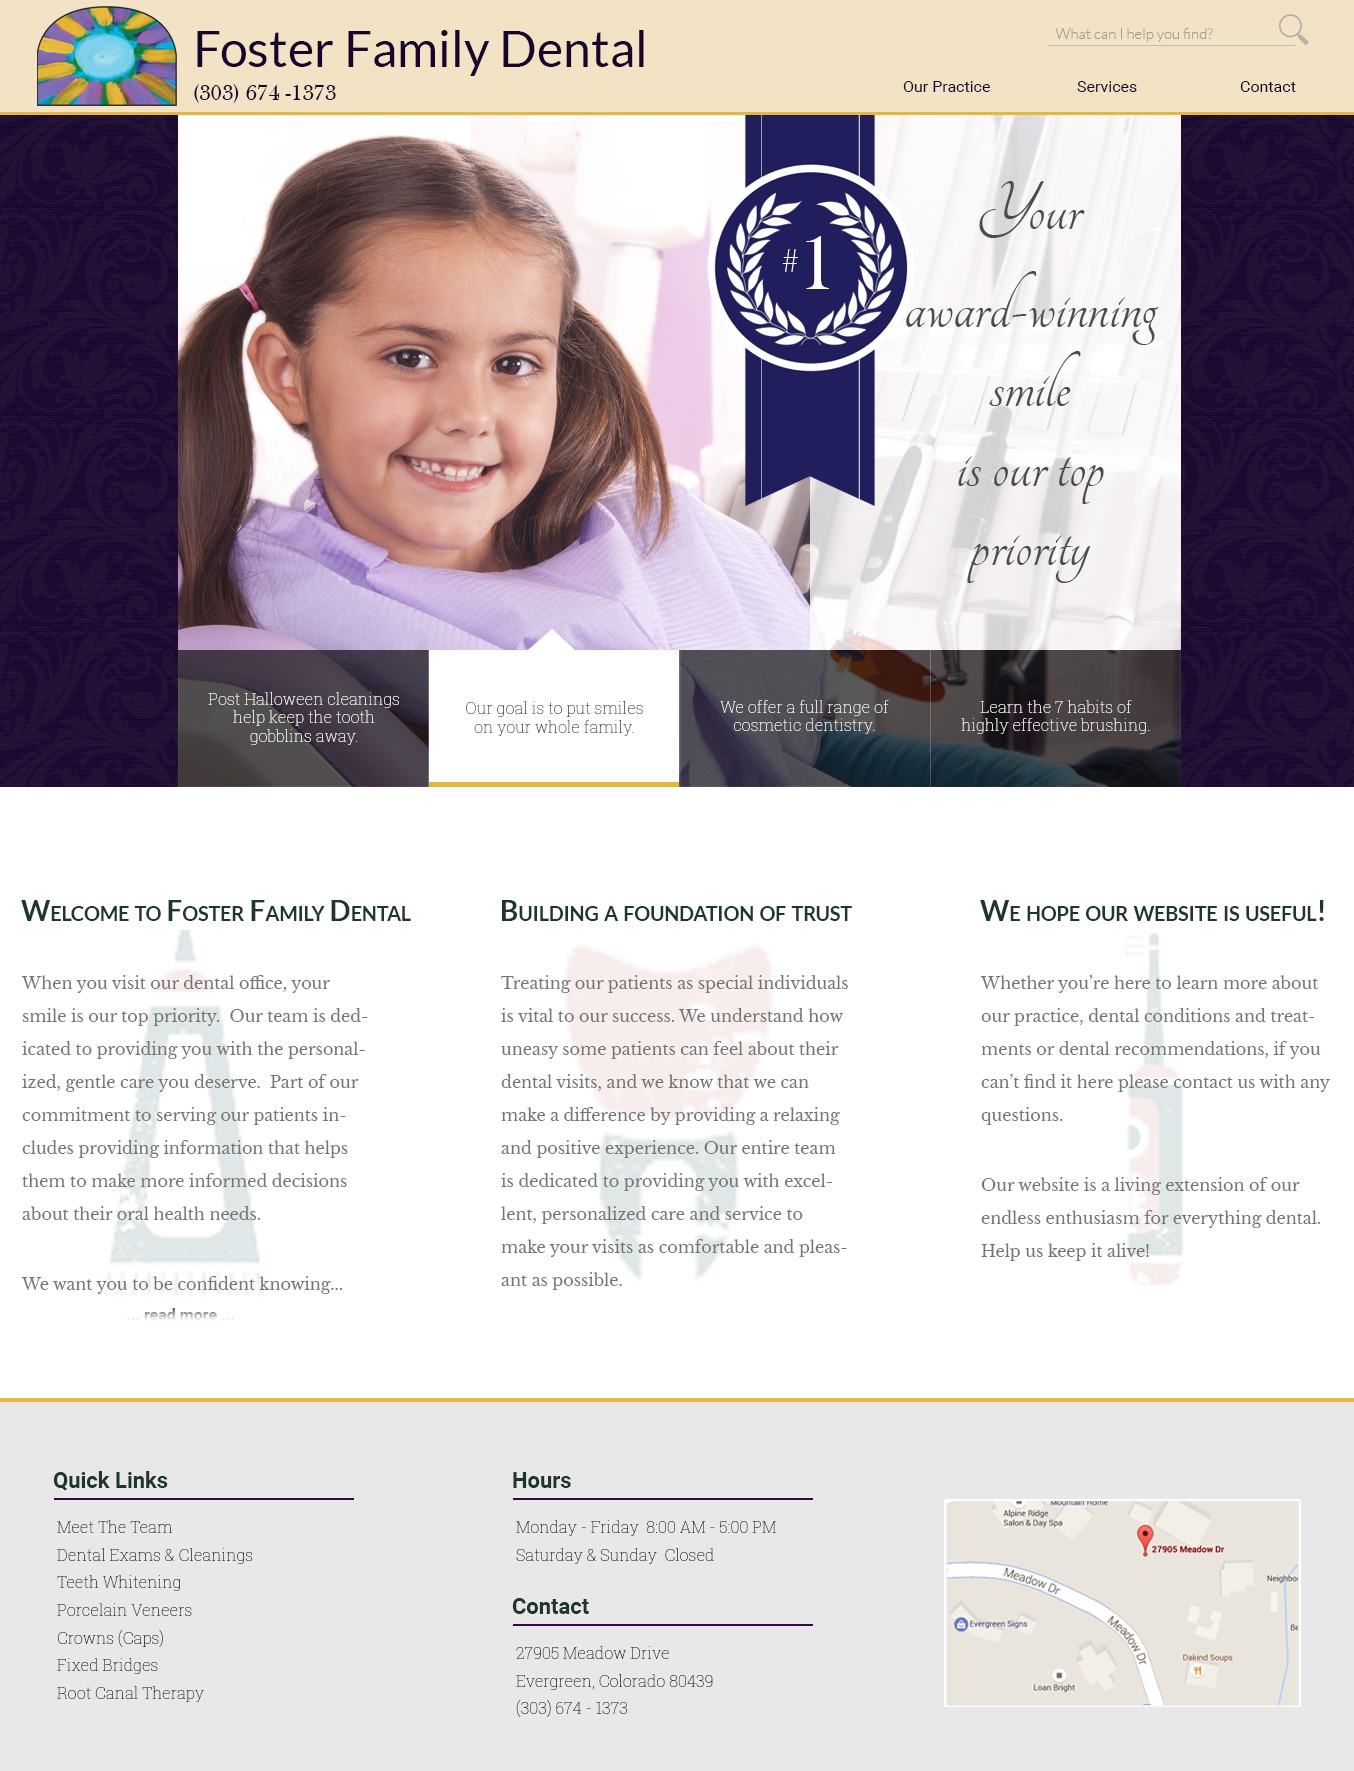 Foster Family Dental
(303) 674 -1373
What can I help you find?
Our Practice
Services
Contact
#1
Your
award-winning
smile
is our top
priority
Post Halloween cleanings
help keep the tooth
gobblins away.
Our goal is to put smiles
on your whole family.
We offer a full range of
cosmetic dentistry.
Learn the 7 habits of
highly effective brushing.
Welcome to Foster Family Dental
When you visit our dental office, your
smile is our top priority.  Our team is ded-
icated to providing you with the personal-
ized, gentle care you deserve.  Part of our
commitment to serving our patients in-
cludes providing information that helps
them to make more informed decisions
about their oral health needs.
We want you to be confident knowing...
... read more ...
Building a foundation of trust
Treating our patients as special individuals
is vital to our success. We understand how
uneasy some patients can feel about their
dental visits, and we know that we can
make a difference by providing a relaxing
and positive experience. Our entire team
is dedicated to providing you with excel-
lent, personalized care and service to
make your visits as comfortable and pleas-
ant as possible.
We hope our website is useful!
Whether you’re here to learn more about
our practice, dental conditions and treat-
ments or dental recommendations, if you
can’t find it here please contact us with any
questions.
Our website is a living extension of our
endless enthusiasm for everything dental.
Help us keep it alive!
Quick Links
Meet The Team
Dental Exams & Cleanings
Teeth Whitening
Porcelain Veneers
Crowns (Caps)
Fixed Bridges
Root Canal Therapy
Hours
Monday - Friday  8:00 AM - 5:00 PM
Saturday & Sunday  Closed
Contact
27905 Meadow Drive
Evergreen, Colorado 80439
(303) 674 - 1373
Mountain Home
Alpine Ridge
Salon & Day Spa
27905 Meadow Dr
Meadow Dr
Neighbo
Evergreen Signs
Meadow Dr
Be
Dakind Soups
Loan Bright